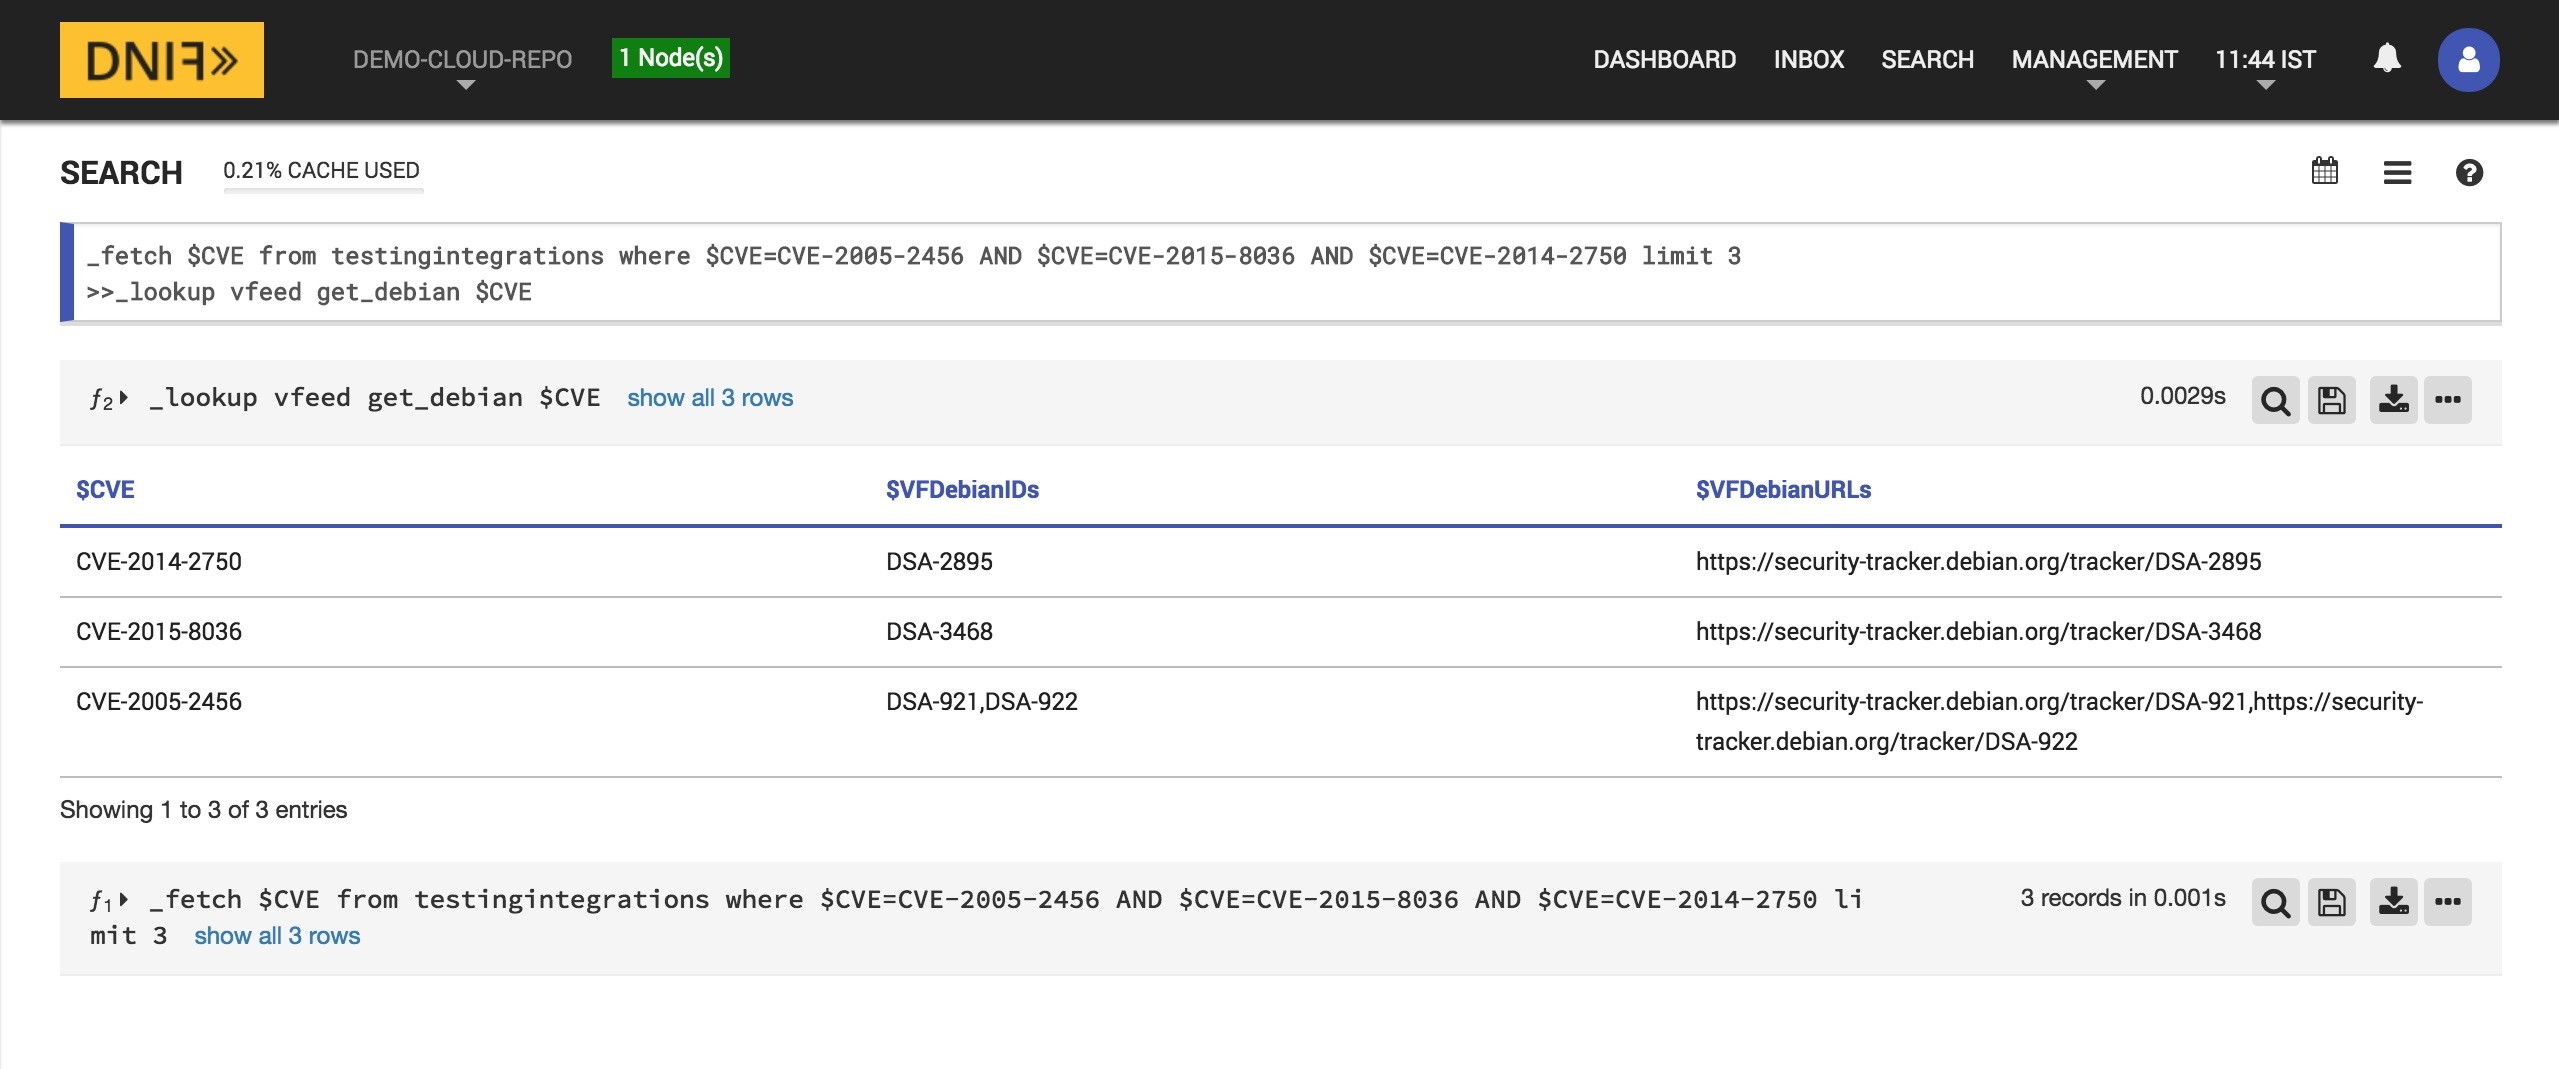 DNIF»
DEMO-CLOUD-REPO
1 Node(s)
DASHBOARD INBOX SEARCH MANAGEMENT 11:44 IST
SEARCH 0.21% CACHE USED
_fetch $CVE from testingintegrations where $CVE=CVE-2005-2456 AND $CVE=CVE-2015-8036 AND $CVE=CVE-2014-2750 limit 3
>>_lookup vfeed get_debian $CVE
ƒ2 _lookup vfeed get_debian $CVE show all 3 rows 0.0029s
$CVE $VFDebianIDs $VFDebianURLs
CVE-2014-2750 DSA-2895 https://security-tracker.debian.org/tracker/DSA-2895
CVE-2015-8036 DSA-3468 https://security-tracker.debian.org/tracker/DSA-3468
CVE-2005-2456 DSA-921,DSA-922 https://security-tracker.debian.org/tracker/DSA-921,https://security-
tracker.debian.org/tracker/DSA-922
Showing 1 to 3 of 3 entries
ƒ1 _fetch $CVE from testingintegrations where $CVE=CVE-2005-2456 AND $CVE=CVE-2015-8036 AND $CVE=CVE-2014-2750 li 3 records in 0.001s
mit 3 show all 3 rows